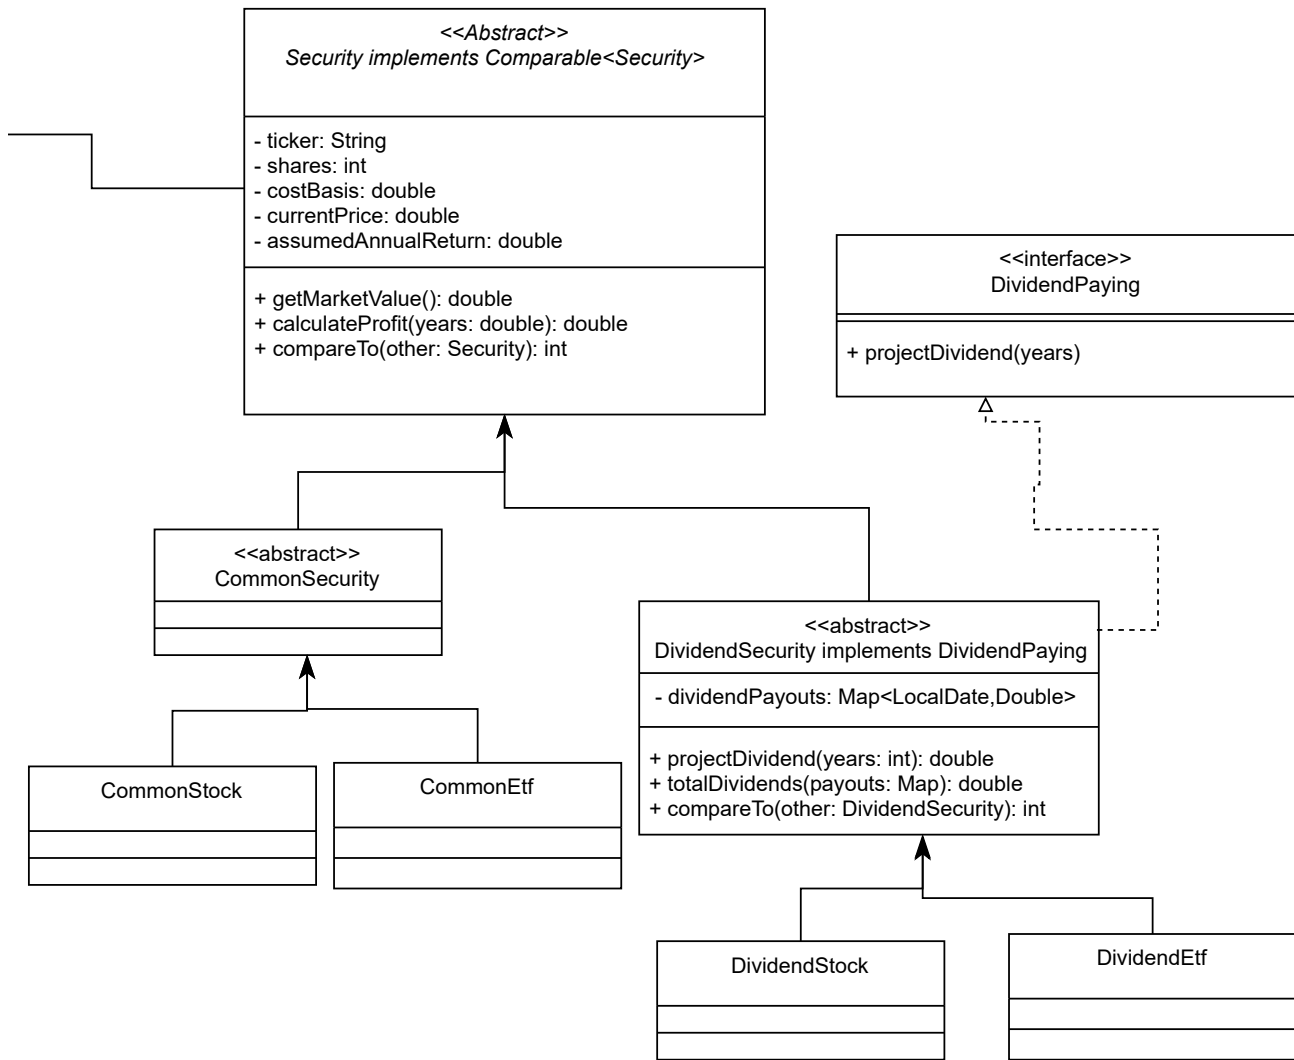 <<Abstract>>
Security implements Comparable<Security>
- ticker: String
- shares: int
- costBasis: double
- currentPrice: double
- assumedAnnualReturn: double
+ getMarketValue(): double
+ calculateProfit(years: double): double
+ compareTo(other: Security): int
<<interface>>
DividendPaying
+ projectDividend(years)
<<abstract>>
CommonSecurity
<<abstract>>
DividendSecurity implements DividendPaying
- dividendPayouts: Map<LocalDate,Double>
+ projectDividend(years: int): double
+ totalDividends(payouts: Map): double
+ compareTo(other: DividendSecurity): int
CommonStock
CommonEtf
DividendStock
DividendEtf